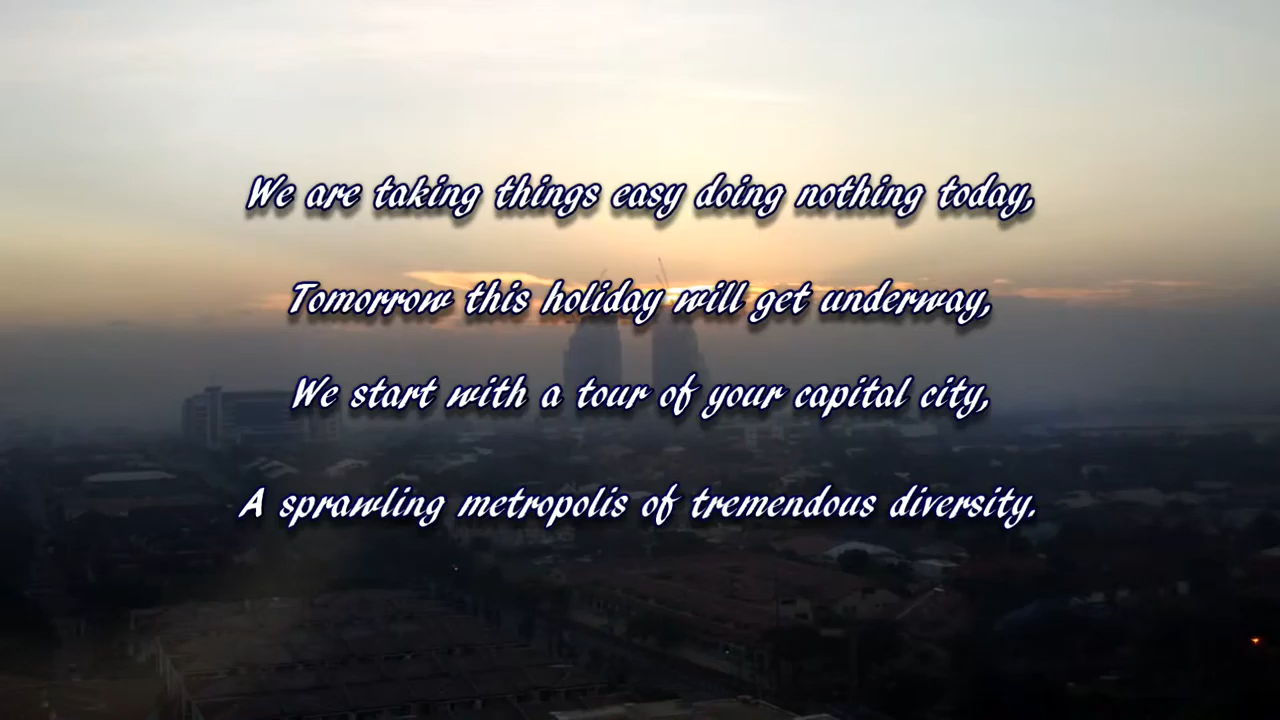 We are taking things easy doing nothing today,
Tomorrow this holiday will get underway,
We start with a tour of your capital city,
A sprawling metropolis of tremendous diversity.